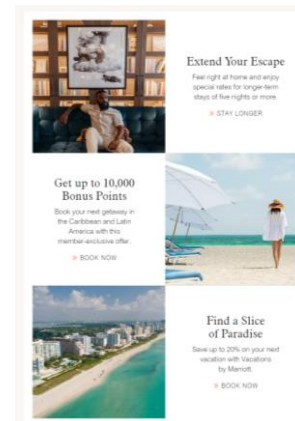 Extend Your Escape
Feel right at home and enjoy
special rates for longer-term
stays of five nights or more.
» STAY LONGER
Get up to 10,000
Bonus Points
Book your next getaway in
the Caribbean and Latin
America with this
member-exclusive offer.
» BOOK NOW
Find a Slice
of Paradise
Save up to 20% on your next
vacation with Vacations
by Marriott.
» BOOK NOW